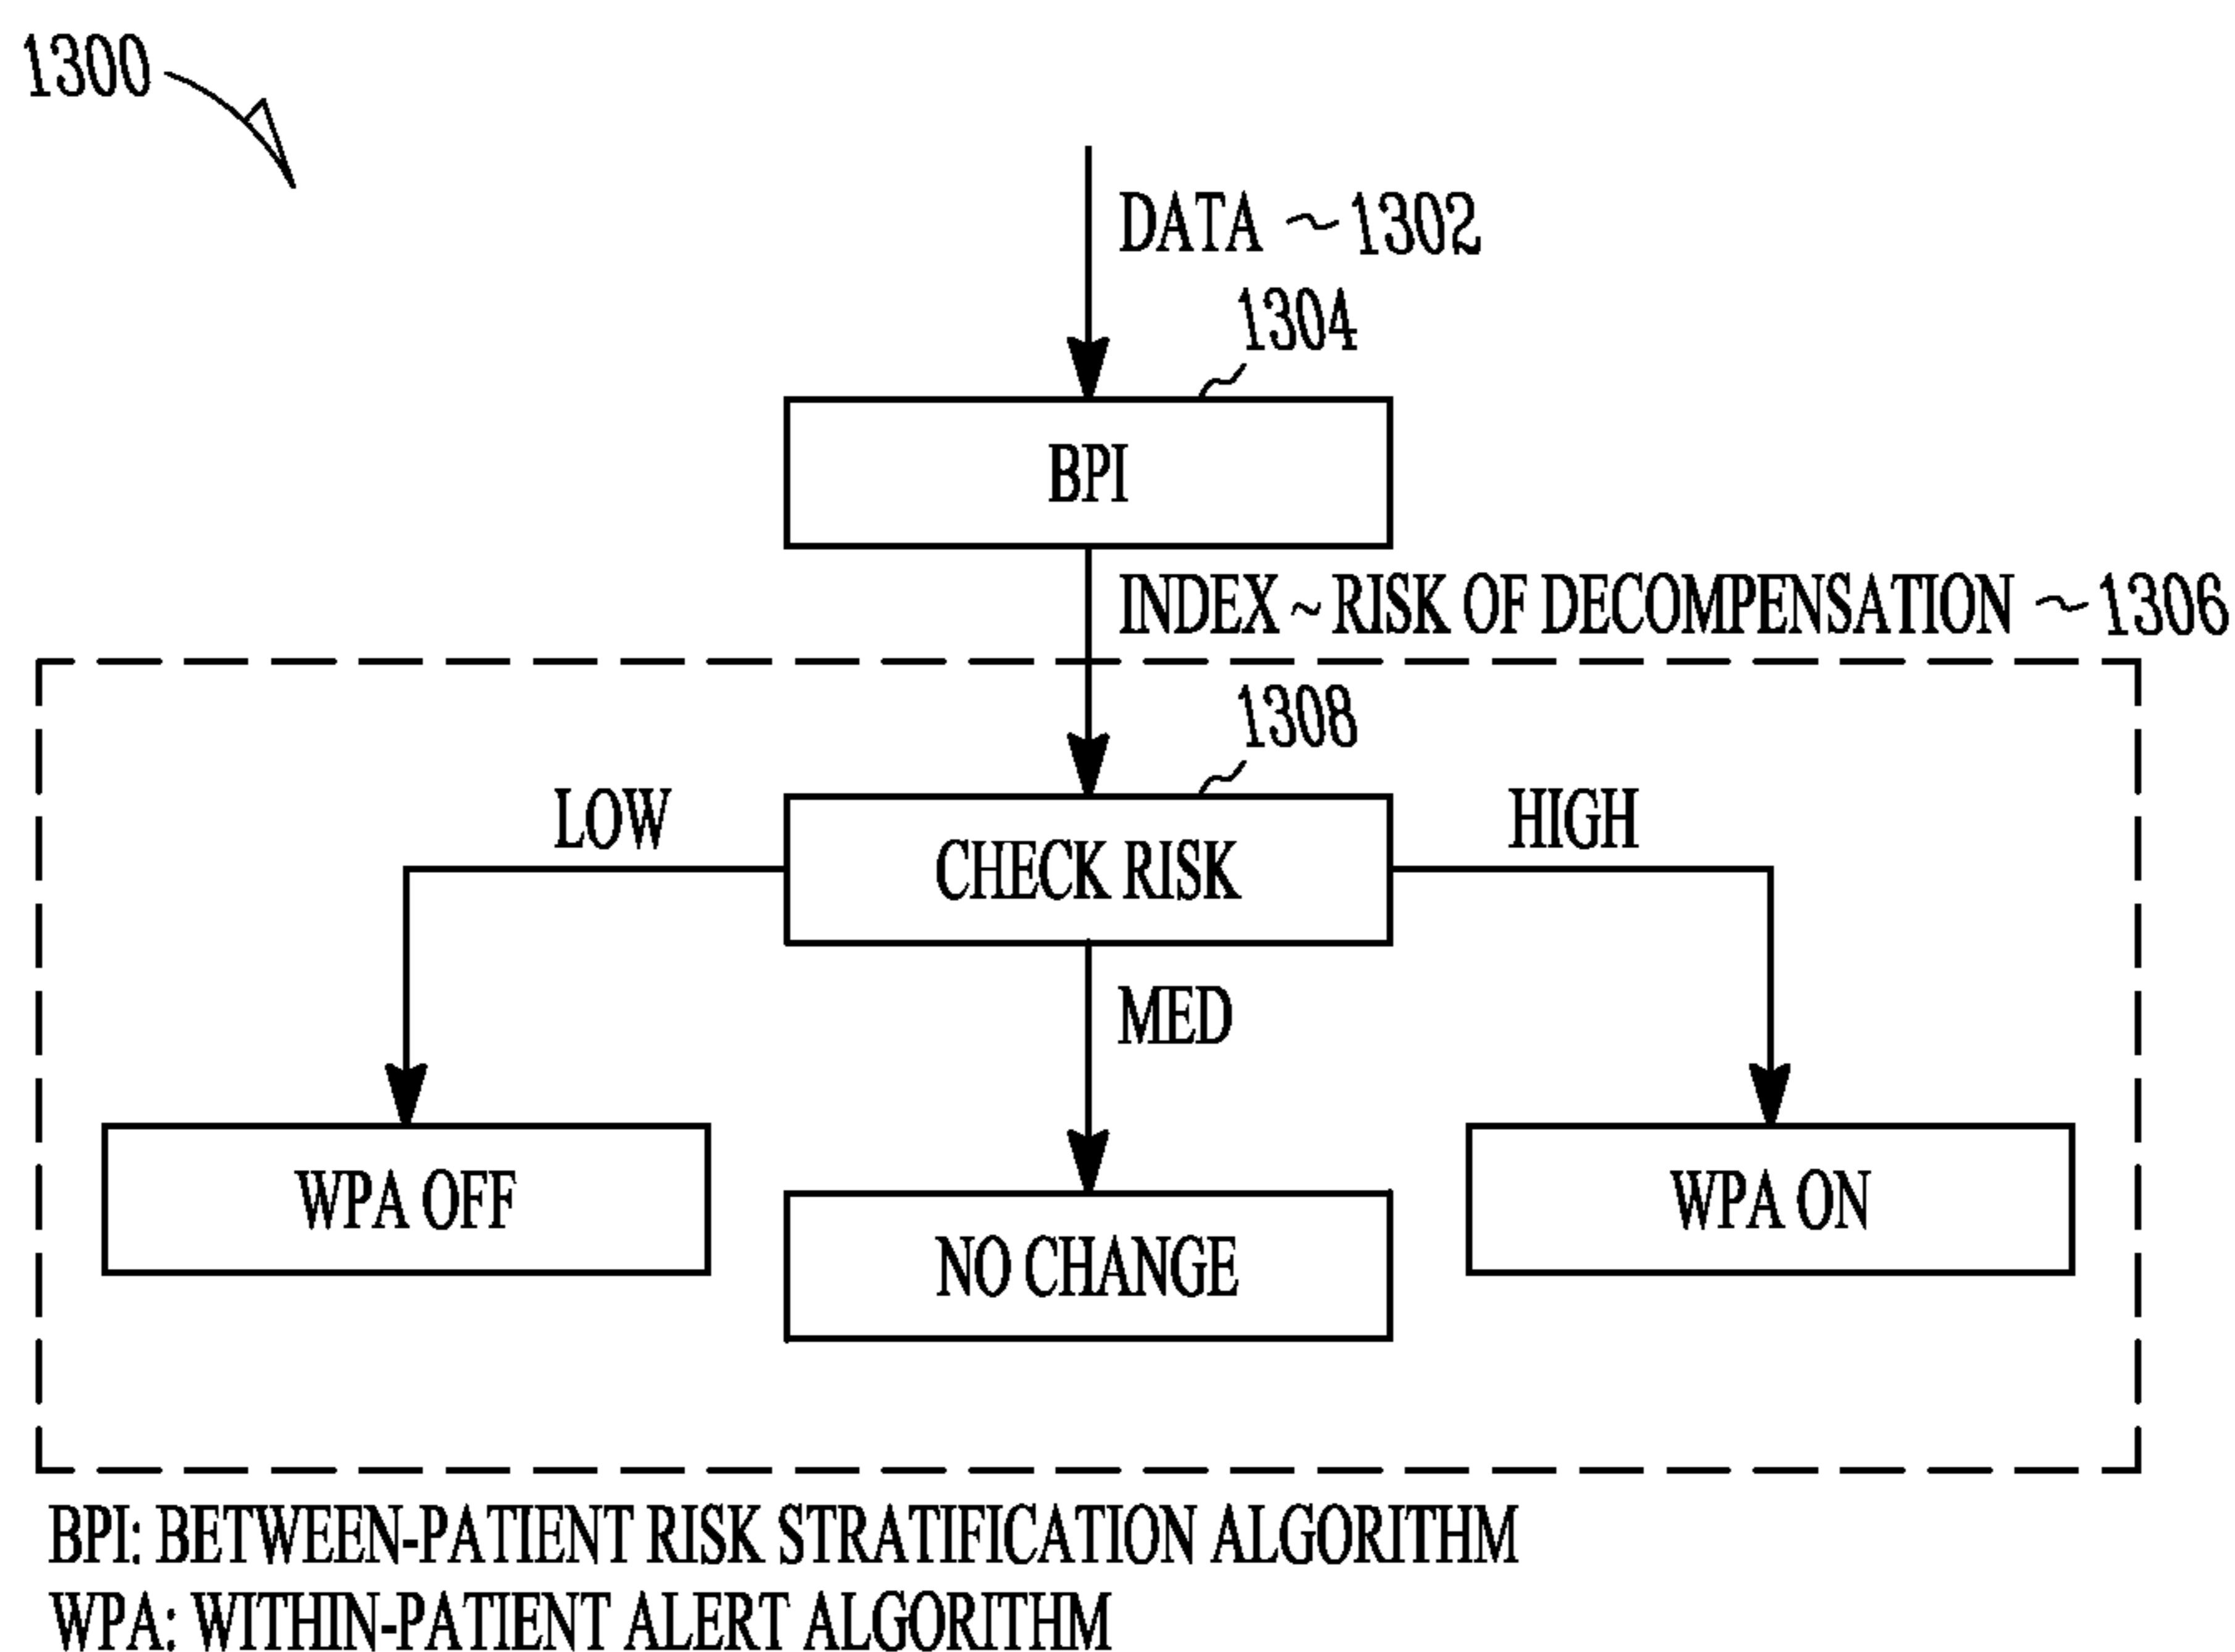 1300
DATA ~ 1302
1304
BPI
INDEX ~ RISK OF DECOMPENSATION ~ 1306
1308
LOW
CHECK RISK
HIGH
MED
WPA OFF
NO CHANGE
WPA ON
BPI: BETWEEN-PATIENT RISK STRATIFICATION ALGORITHM
WPA: WITHIN-PATIENT ALERT ALGORITHM